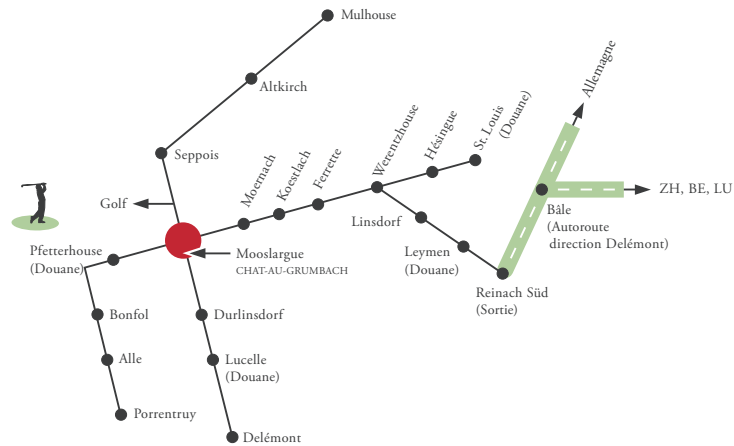 Mulhouse
Altkirch
Seppois
Golf
Moernach
Koestlach
Ferrette
Werentzhouse
Hésingue
St. Louis
(Douane)
Allemagne
ZH, BE, LU
Bâle
(Autoroute
direction Delémont)
Linsdorf
Leymen
(Douane)
Reinach Süd
(Sortie)
Pfetterhouse
(Douane)
Mooslargue
CHAT-AU-GRUMBACH
Bonfol
Durlinsdorf
Alle
Lucelle
(Douane)
Porrentruy
Delémont